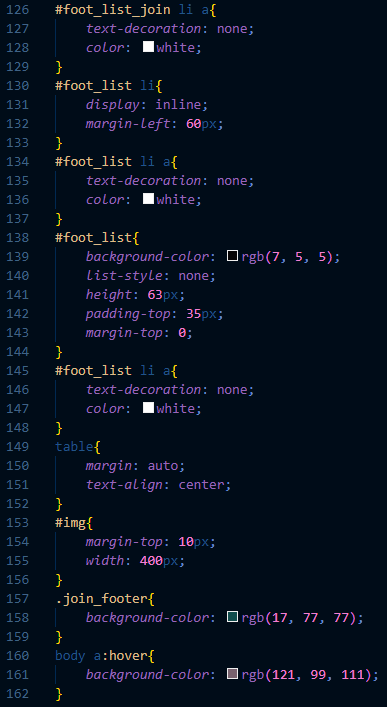 126 #foot_list_join li a{
127 text-decoration: none;
128 color: white;
129 }
130 #foot_list li{
131 display: inline;
132 margin-left: 60px;
133 }
134 #foot_list li a{
135 text-decoration: none;
136 color: white;
137 }
138 #foot_list{
139 background-color: rgb(7, 5, 5);
140 list-style: none;
141 height: 63px;
142 padding-top: 35px;
143 margin-top: 0;
144 }
145 #foot_list li a{
146 text-decoration: none;
147 color: white;
148 }
149 table{
150 margin: auto;
151 text-align: center;
152 }
153 #img{
154 margin-top: 10px;
155 width: 400px;
156 }
157 .join_footer{
158 background-color: rgb(17, 77, 77);
159 }
160 body a:hover{
161 background-color: rgb(121, 99, 111);
162 }